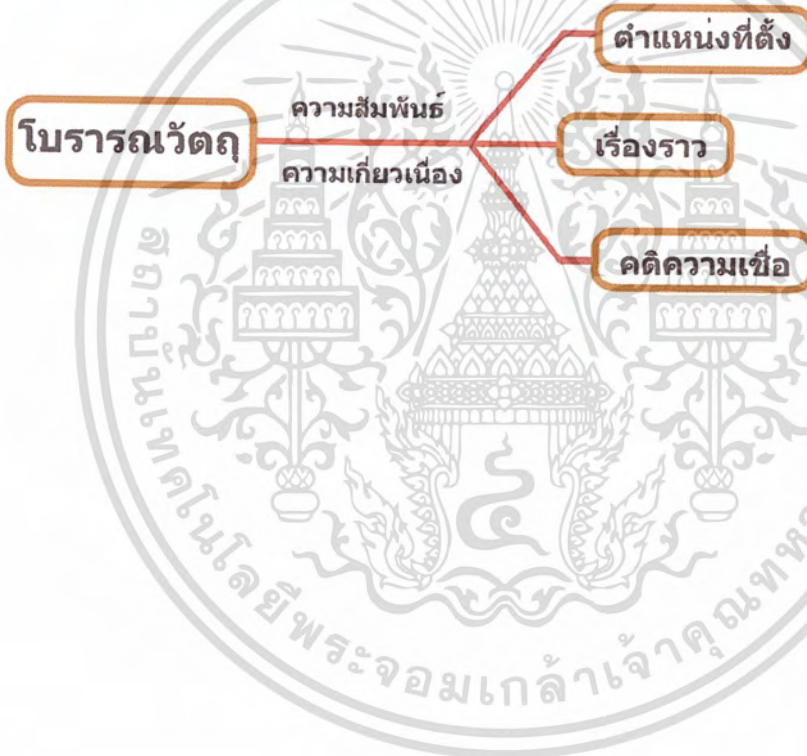 ตำแหน่งที่ตั้ง
ความสัมพันธ์
โบรารณวัตถุ
เรื่องราว
ความเกี่ยวเนื่อง
คติความเชื่อ
สถาบันเทคโนโลยีพระจอมเกล้าเจ้าคุณทหาร